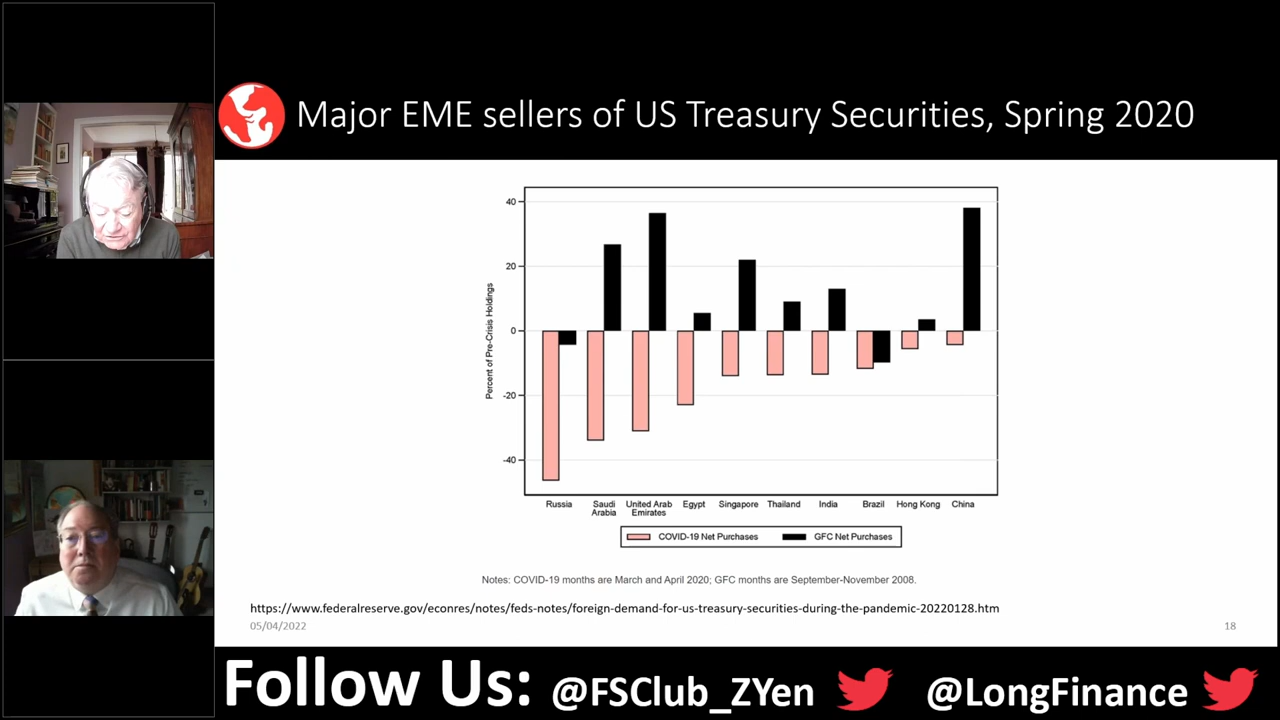 Major EME sellers of US Treasury Securities, Spring 2020
Percent of Pre-Crisis Holdings
40
20
0
-20
-40
Russia
Saudi Arabia
United Arab Emirates
Egypt
Singapore
Thailand
India
Brazil
Hong Kong
China
COVID-19 Net Purchases
GFC Net Purchases
Notes: COVID-19 months are March and April 2020; GFC months are September-November 2008.
https://www.federalreserve.gov/econres/notes/feds-notes/foreign-demand-for-us-treasury-securities-during-the-pandemic-20220128.htm
05/04/2022
18
Follow Us: @FSClub_ZYen @LongFinance